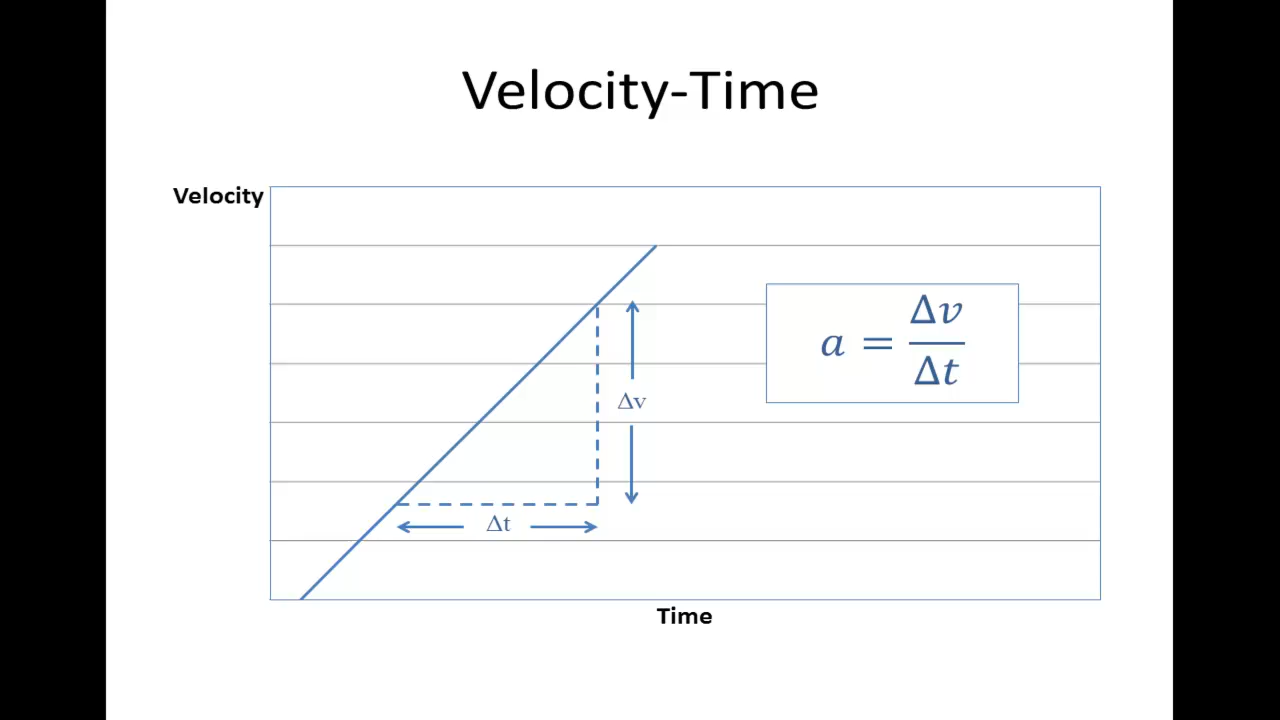 Velocity-Time
Velocity
a = Δv/Δt
Δv
Δt
Time